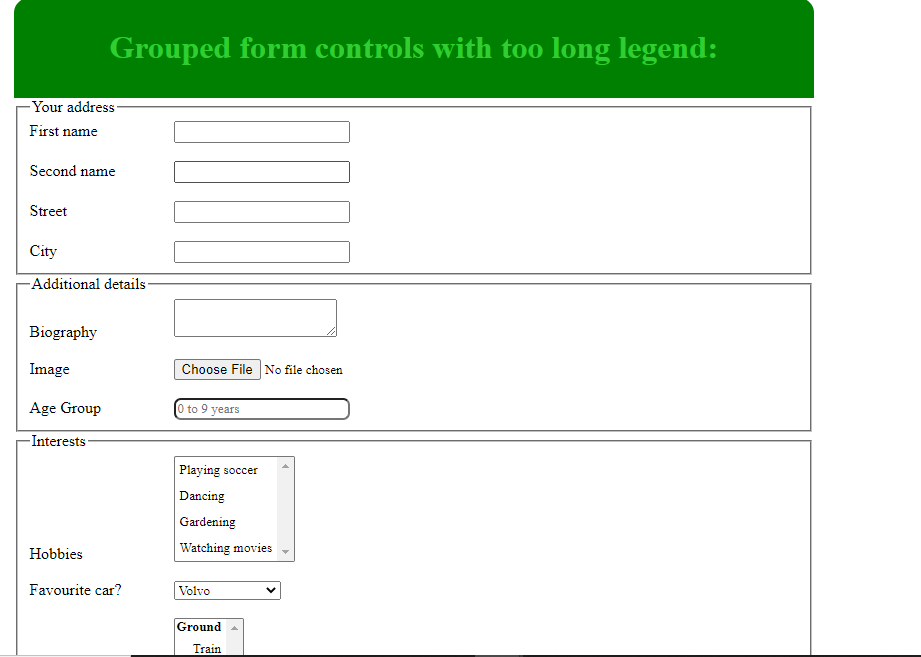 Grouped form controls with too long legend:
Your address
First name
Second name
Street
City
Additional details
Biography
Image Choose File No file chosen
Age Group 0 to 9 years
Interests
Playing soccer
Dancing
Gardening
Watching movies
Hobbies
Favourite car? Volvo
Ground
Train